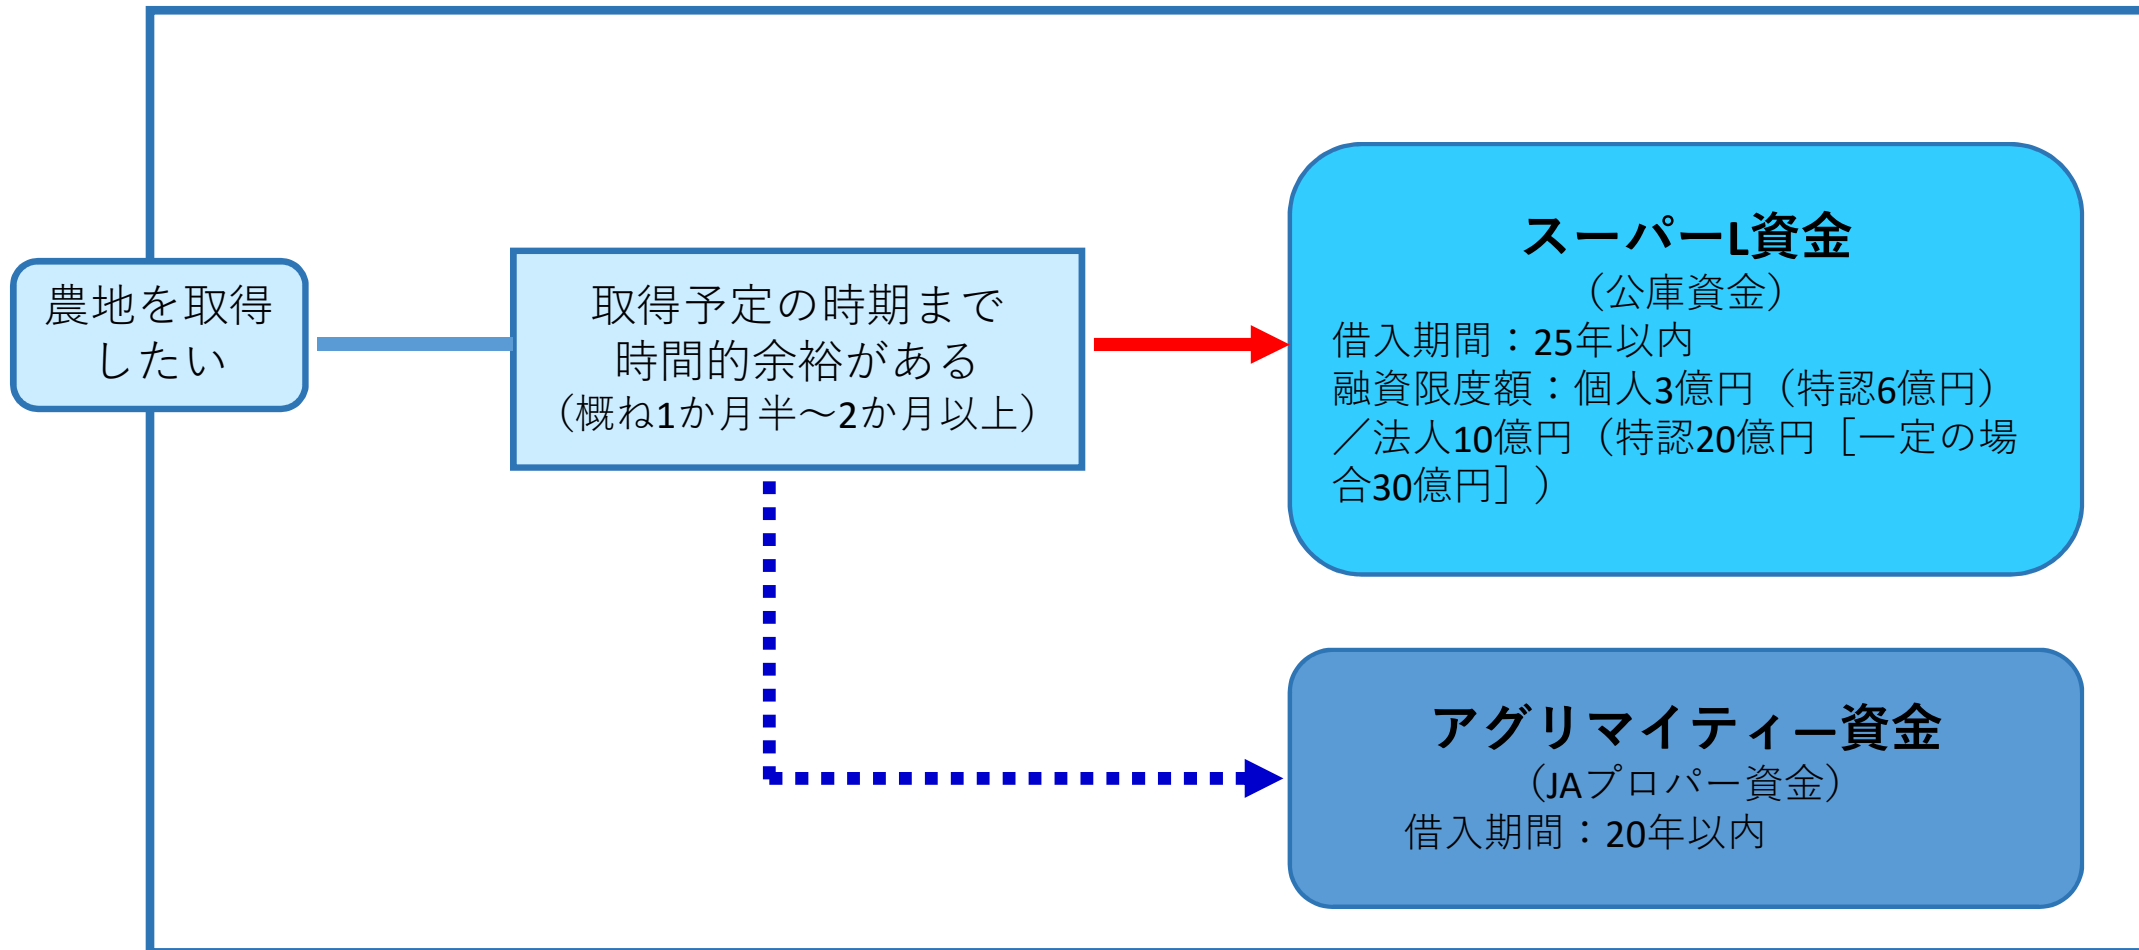 農地を取得
したい
取得予定の時期まで
時間的余裕がある
（概ね1か月半～2か月以上）
スーパーL資金
（公庫資金）
借入期間：25年以内
融資限度額：個人3億円（特認6億円）
／法人10億円（特認20億円［一定の場
合30億円］）
アグリマイティ―資金
（JAプロパー資金）
借入期間：20年以内